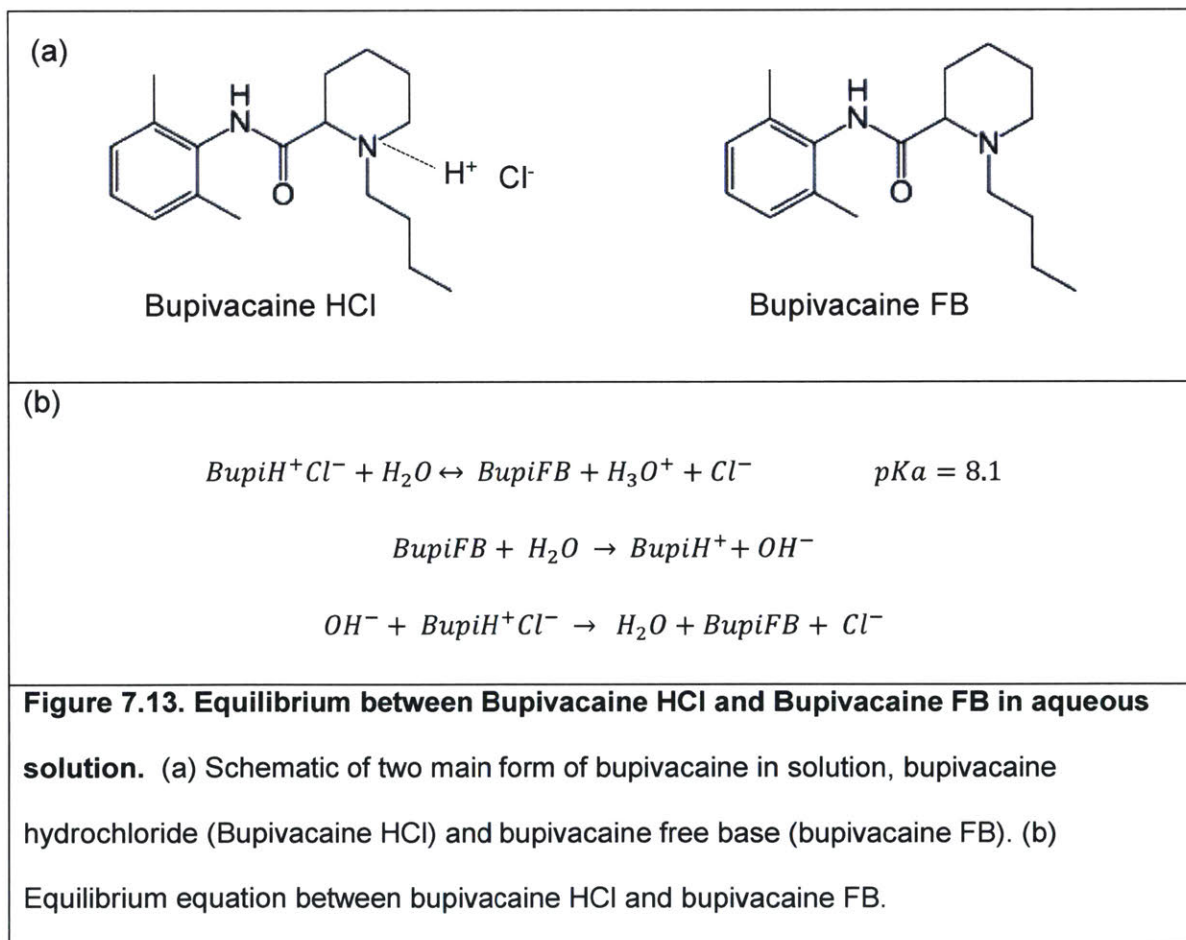 (a)
H
N
O
N
H⁺ Cl⁻
Bupivacaine HCl
H
N
O
N
Bupivacaine FB
(b)
BupiH⁺Cl⁻ + H₂O ↔ BupiFB + H₃O⁺ + Cl⁻ pKa = 8.1
BupiFB + H₂O → BupiH⁺ + OH⁻
OH⁻ + BupiH⁺Cl⁻ → H₂O + BupiFB + Cl⁻
Figure 7.13. Equilibrium between Bupivacaine HCl and Bupivacaine FB in aqueous
solution. (a) Schematic of two main form of bupivacaine in solution, bupivacaine
hydrochloride (Bupivacaine HCl) and bupivacaine free base (bupivacaine FB). (b)
Equilibrium equation between bupivacaine HCl and bupivacaine FB.